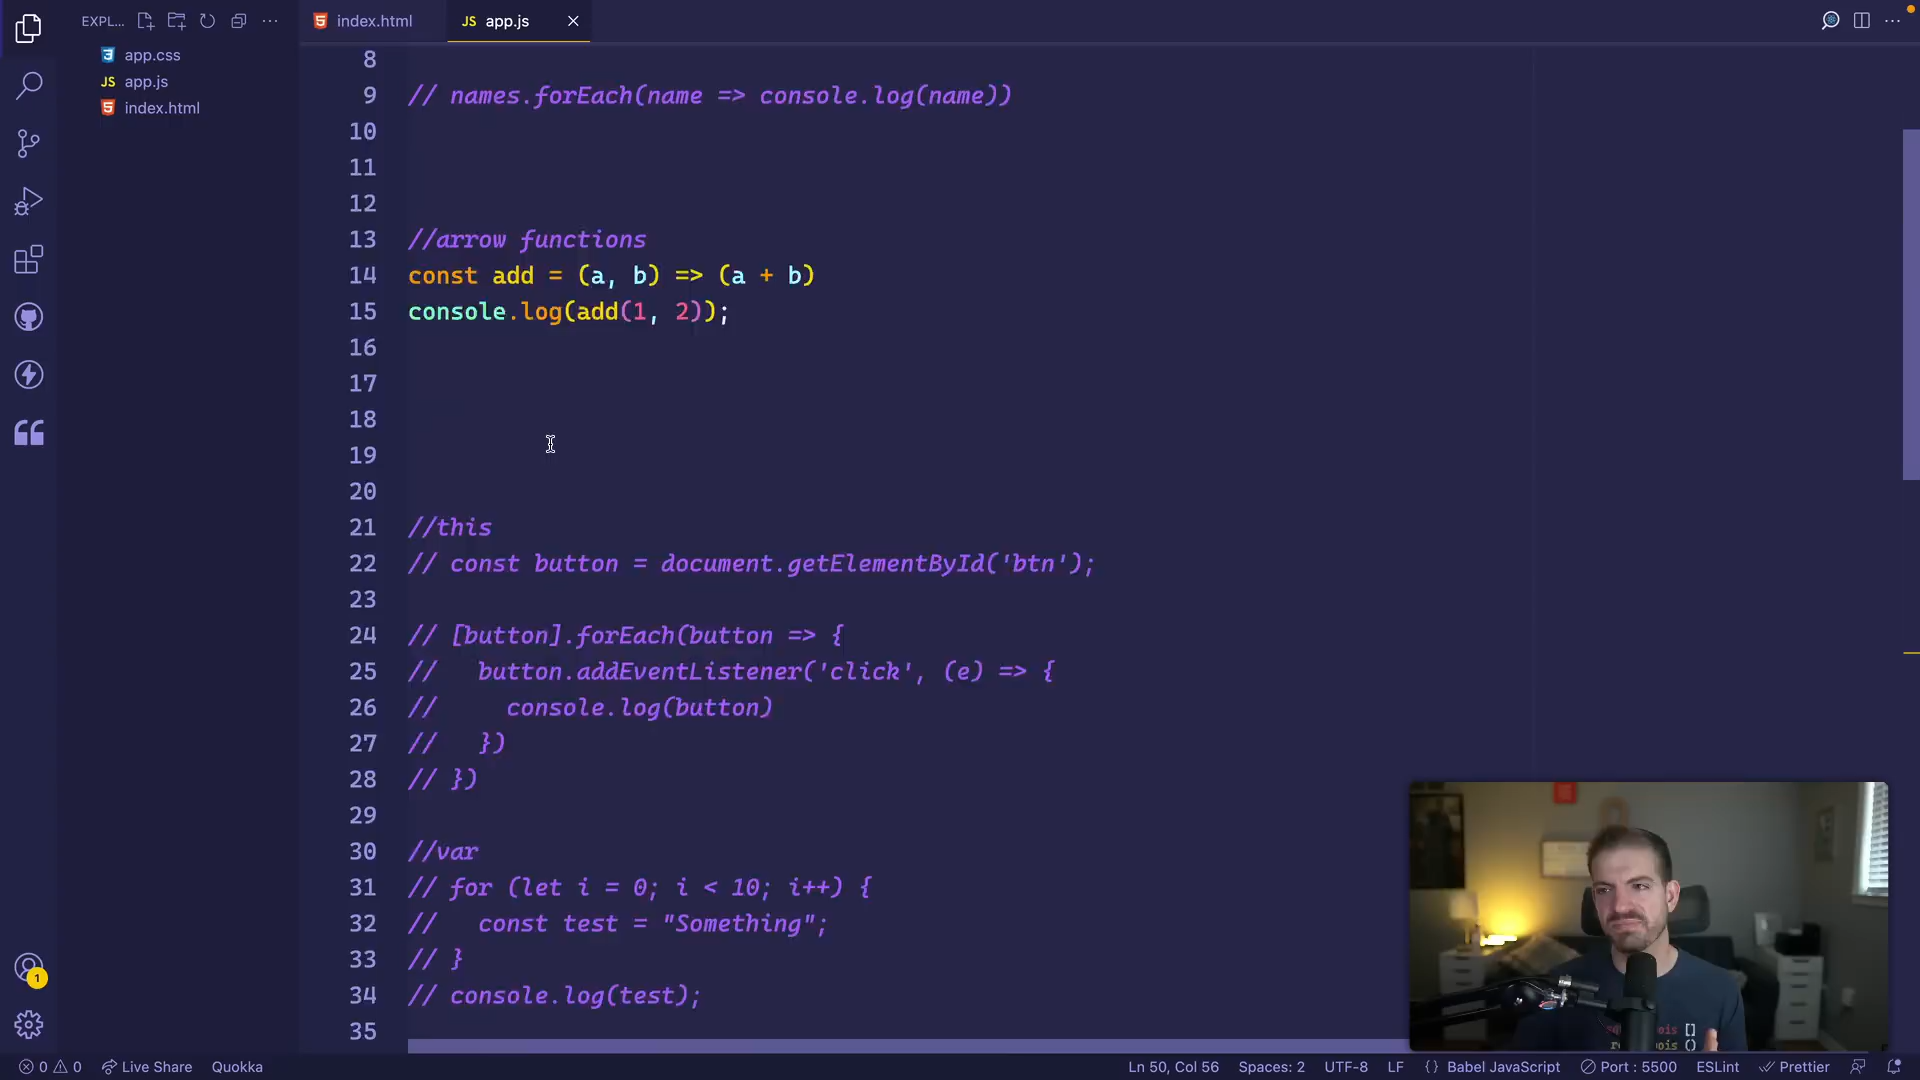 EXPL... ...
index.html
JS app.js
app.css
JS app.js
index.html
8
9 // names.forEach(name => console.log(name))
10
11
12
13 //arrow functions
14 const add = (a, b) => (a + b)
15 console.log(add(1, 2));
16
17
18
19
20
21 //this
22 // const button = document.getElementById('btn');
23
24 // [button].forEach(button => {
25 //   button.addEventListener('click', (e) => {
26 //     console.log(button)
27 //   })
28 // })
29
30 //var
31 // for (let i = 0; i < 10; i++) {
32 //   const test = "Something";
33 // }
34 // console.log(test);
35
1
0 0 Live Share Quokka
Ln 50, Col 56 Spaces: 2 UTF-8 LF {} Babel JavaScript Port : 5500 ESLint Prettier